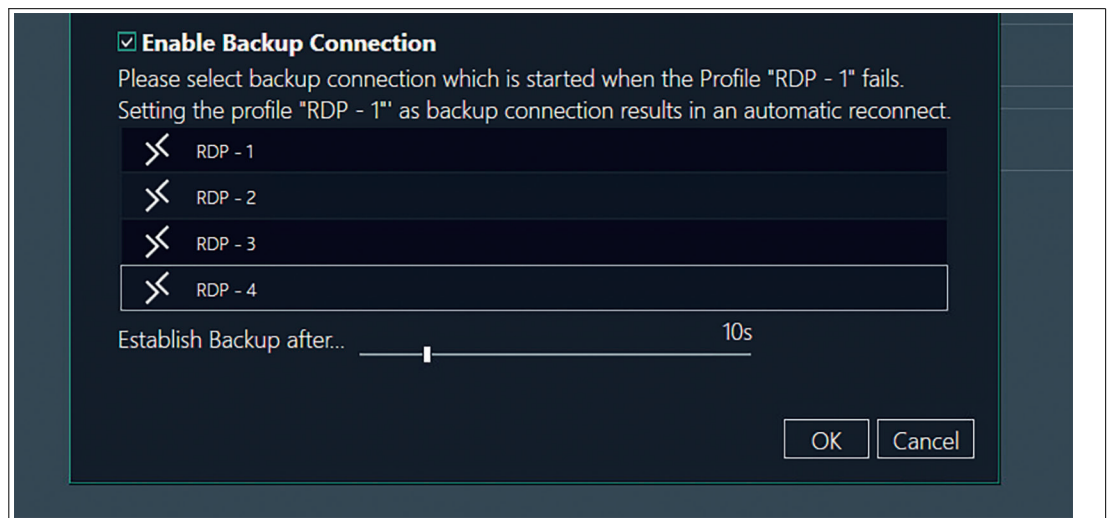 Enable Backup Connection
Please select backup connection which is started when the Profile "RDP - 1" fails.
Setting the profile "RDP - 1"' as backup connection results in an automatic reconnect.
RDP - 1
RDP - 2
RDP - 3
RDP - 4
Establish Backup after... 10s
OK Cancel